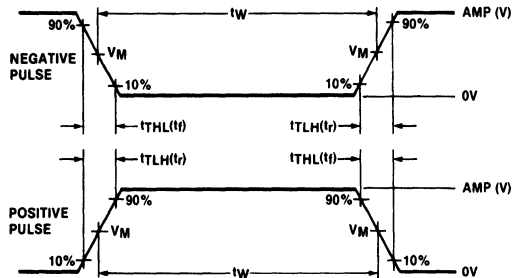 tW
AMP (V)
90%
90%
NEGATIVE
PULSE
VM
VM
10%
10%
0V
tTHL(tf)
tTLH(tr)
tTLH(tr)
tTHL(tf)
AMP (V)
90%
90%
POSITIVE
PULSE
VM
VM
10%
10%
0V
tW